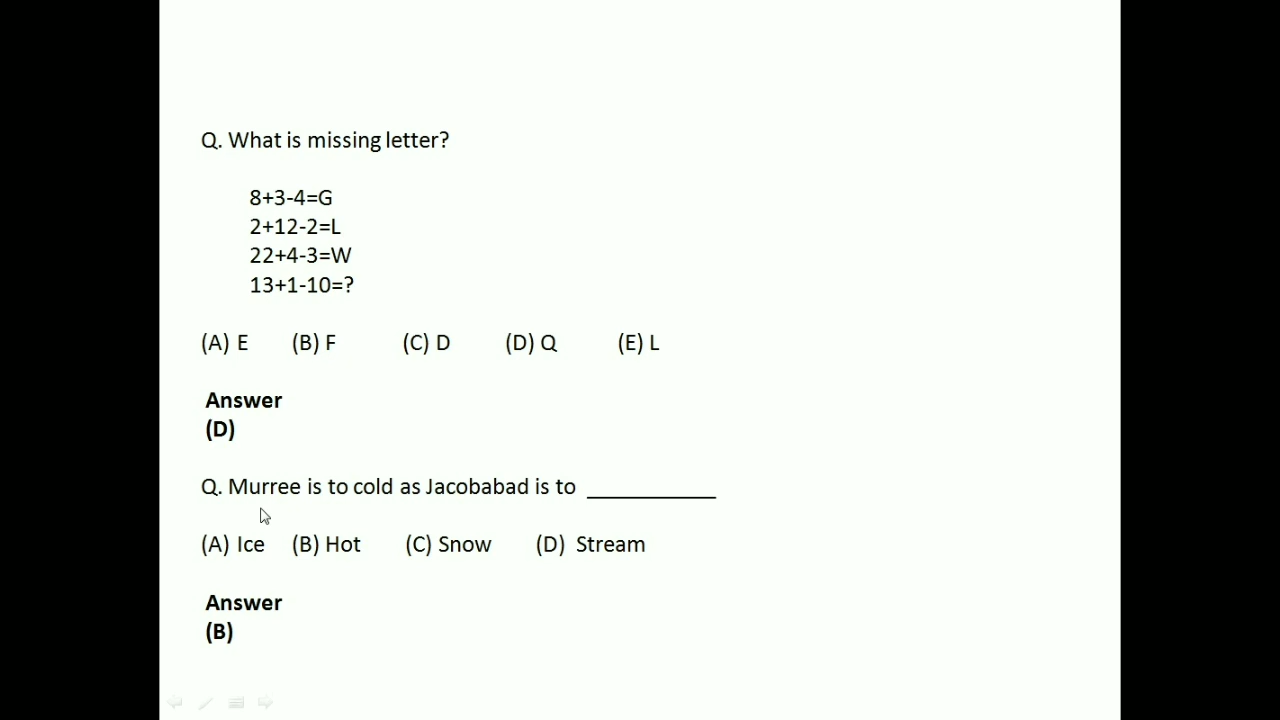 Q. What is missing letter?
8+3-4=G
2+12-2=L
22+4-3=W
13+1-10=?
(A) E (B) F (C) D (D) Q (E) L
Answer
(D)
Q. Murree is to cold as Jacobabad is to ___________
(A) Ice (B) Hot (C) Snow (D) Stream
Answer
(B)